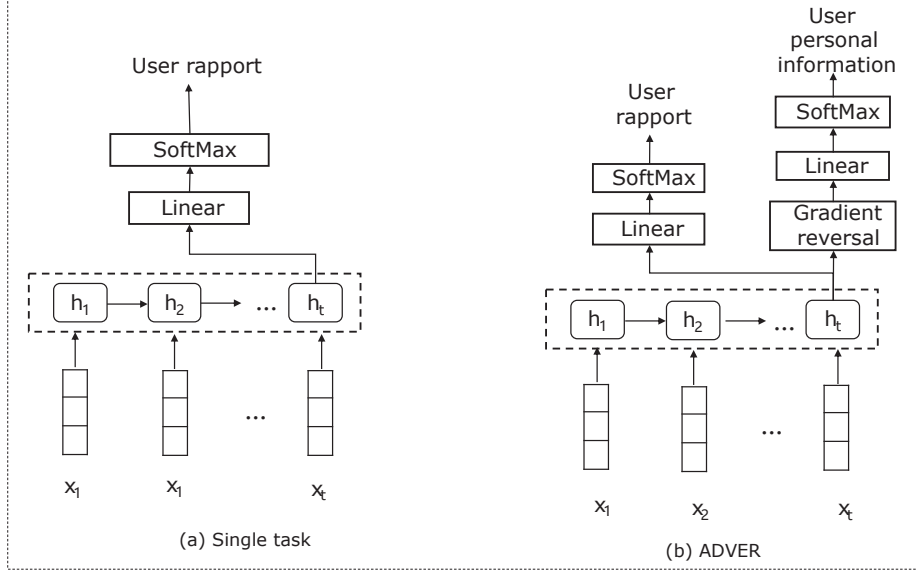 User rapport
SoftMax
Linear
h1
h2
...
ht
...
x1
x1
xt
(a) Single task
User
personal
information
SoftMax
Linear
Gradient
reversal
User
rapport
SoftMax
Linear
h1
h2
...
ht
...
x1
x2
xt
(b) ADVER